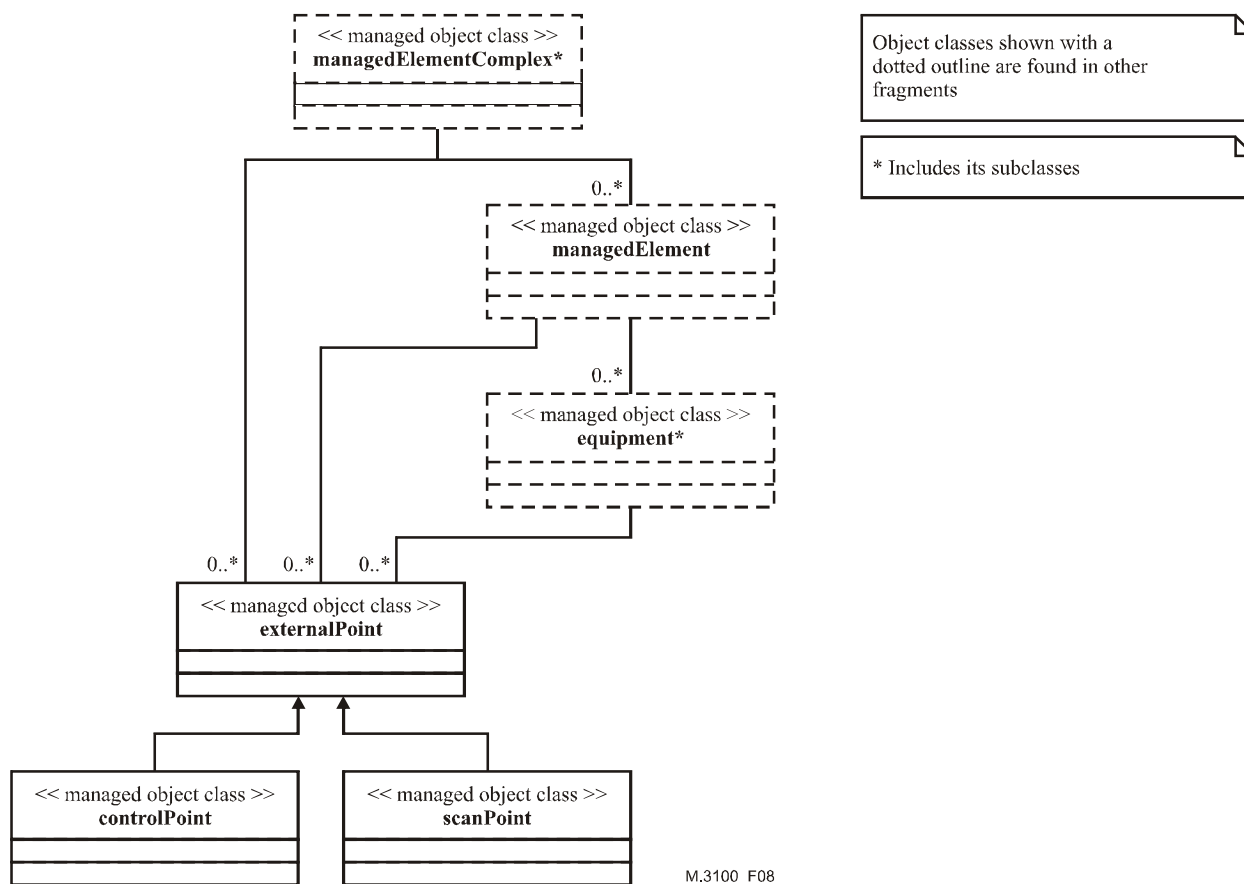 << managed object class >>
managedElementComplex*
Object classes shown with a
dotted outline are found in other
fragments
* Includes its subclasses
0..*
<< managed object class >>
managedElement
0..*
<< managed object class >>
equipment*
0..*
0..*
0..*
<< managed object class >>
externalPoint
<< managed object class >>
controlPoint
<< managed object class >>
scanPoint
M.3100_F08